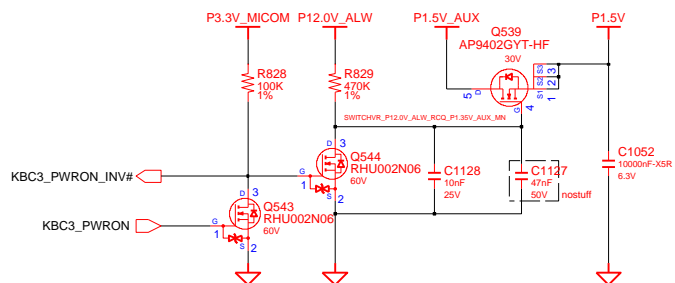 P3.3V_MICOM
P12.0V_ALW
P1.5V_AUX
P1.5V
Q539
AP9402GYT-HF
30V
R828
100K
1%
R829
470K
1%
5
D
S3
3
S2
2
S1
1
G
4
SWITCHVR_P12.0V_ALW_RCQ_P1.35V_AUX_MN
D
3
Q544
RHU002N06
60V
G
1
S
2
C1128
10nF
25V
C1127
47nF
50V
nostuff
C1052
10000nF-X5R
6.3V
KBC3_PWRON_INV#
D
3
Q543
RHU002N06
60V
KBC3_PWRON
G
1
S
2